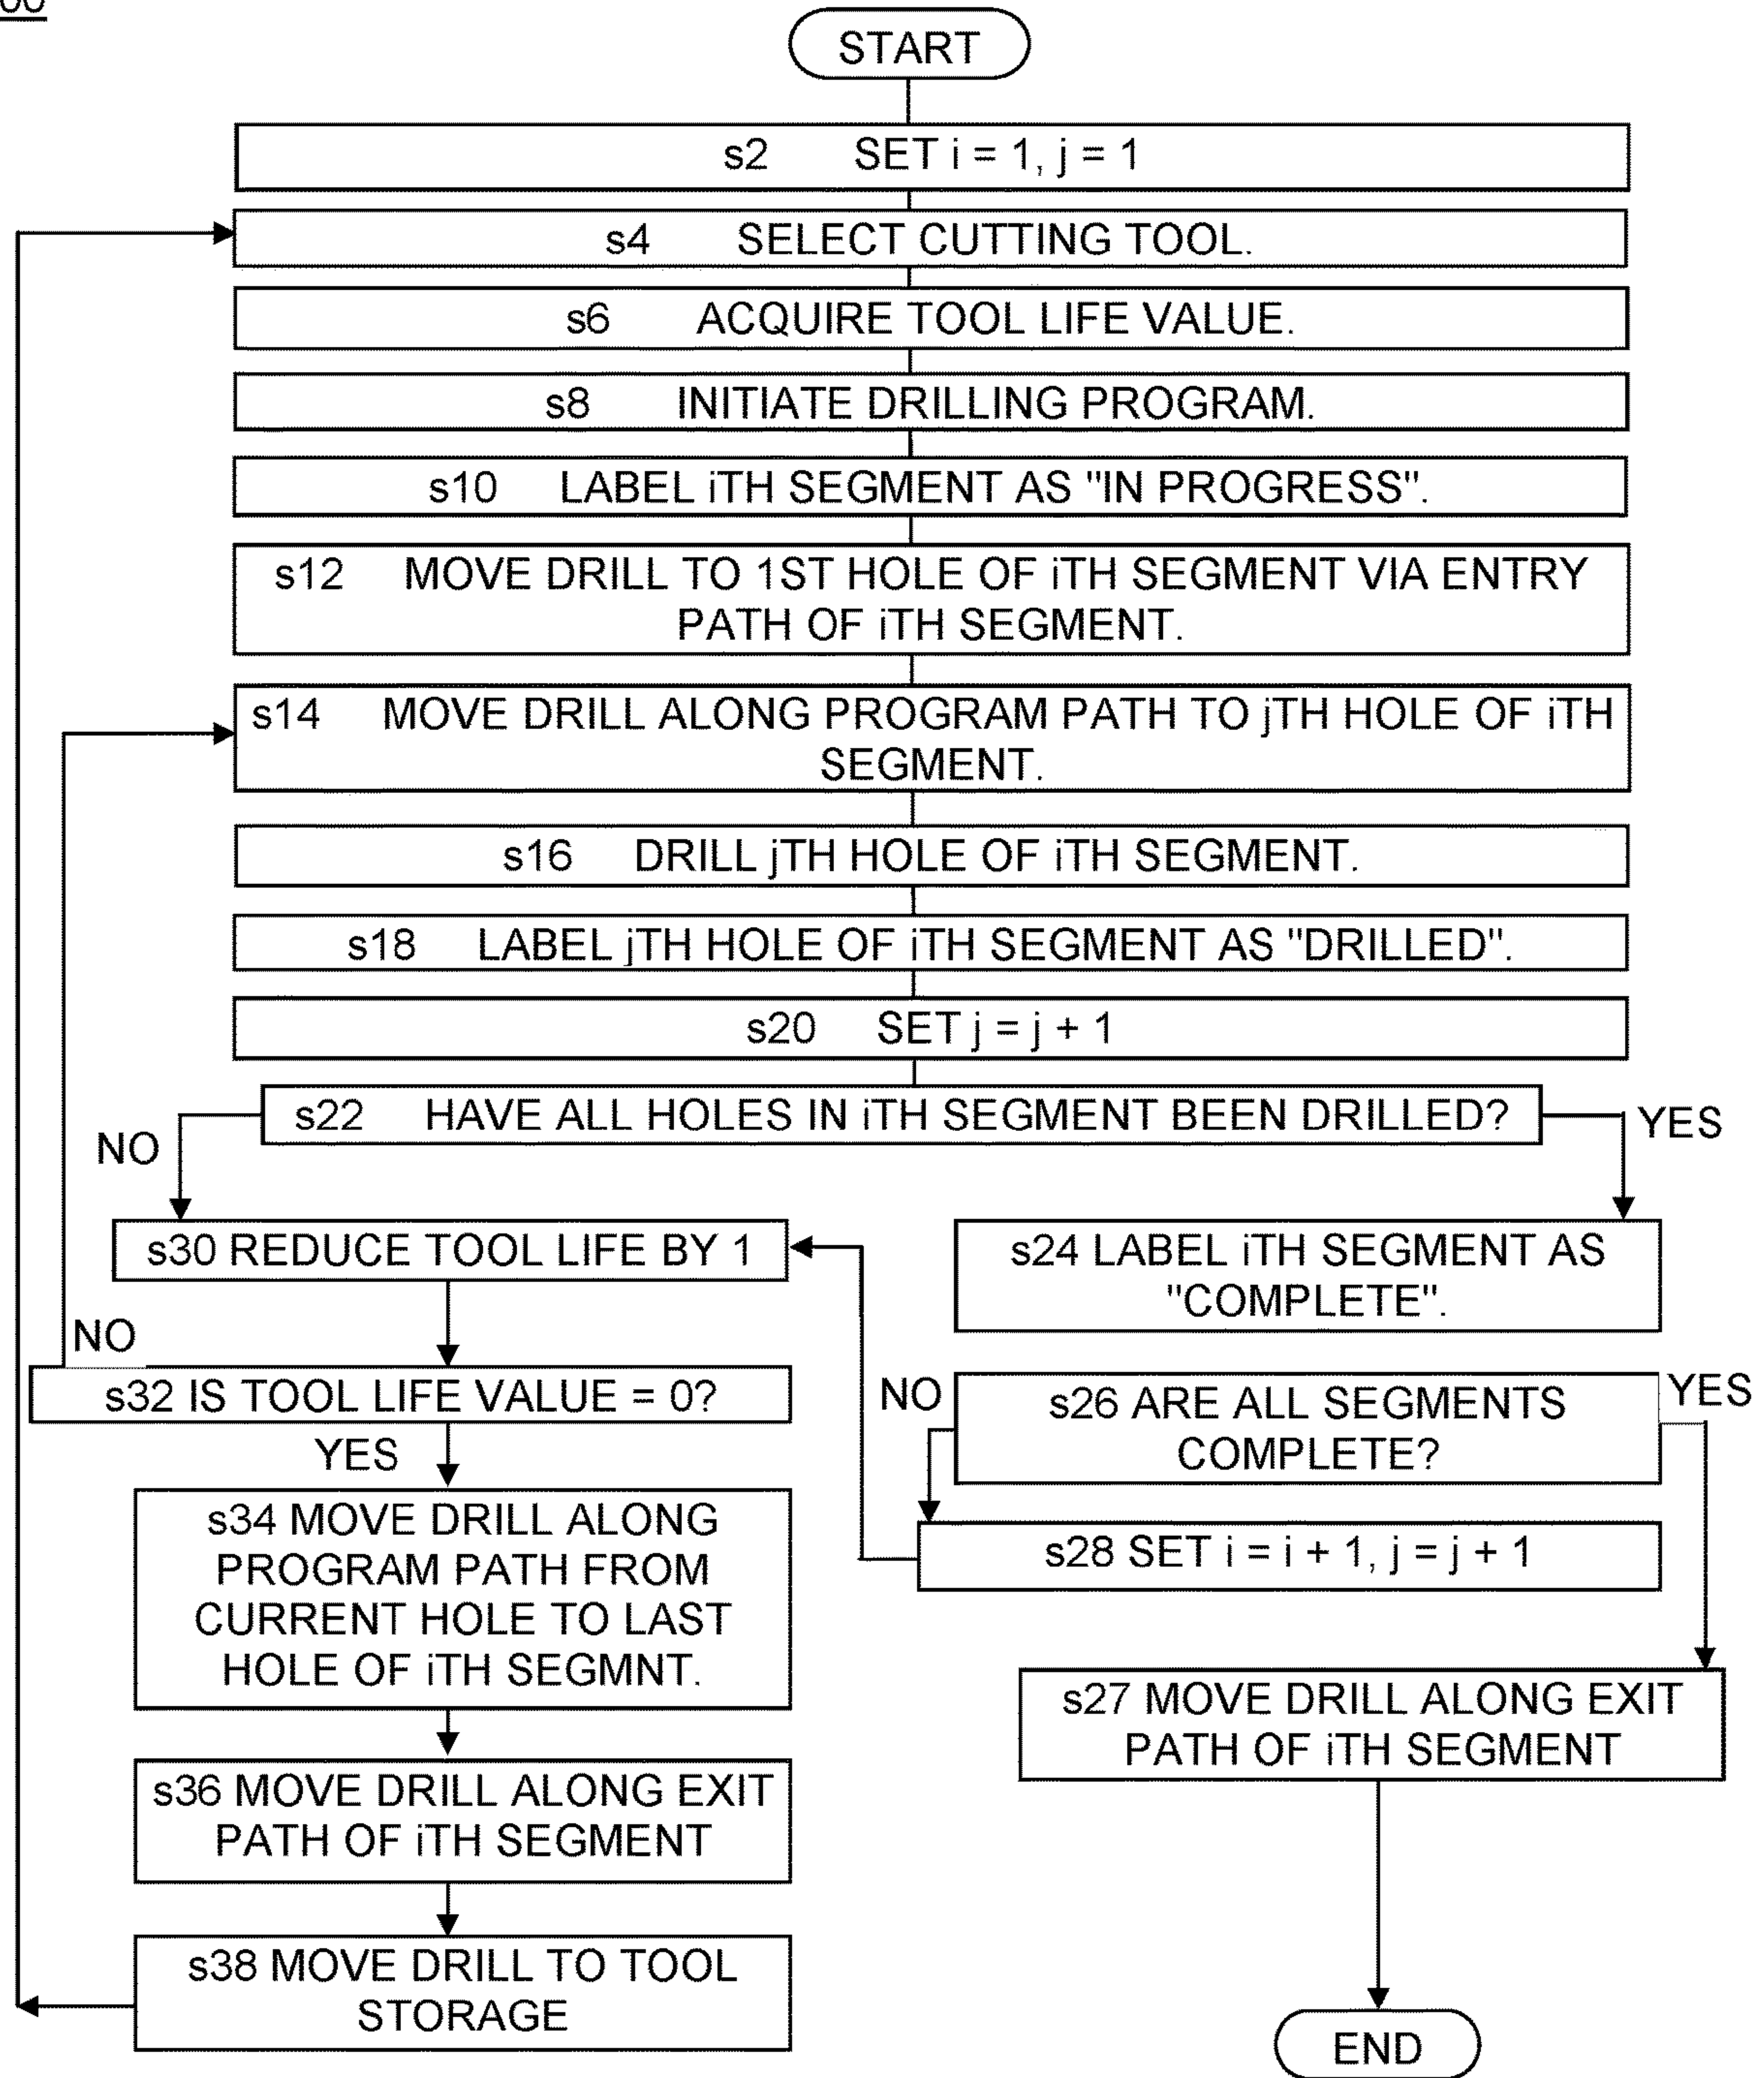 START
s2 SET i = 1, j = 1
s4 SELECT CUTTING TOOL.
s6 ACQUIRE TOOL LIFE VALUE.
s8 INITIATE DRILLING PROGRAM.
s10 LABEL iTH SEGMENT AS "IN PROGRESS".
s12 MOVE DRILL TO 1ST HOLE OF iTH SEGMENT VIA ENTRY
PATH OF iTH SEGMENT.
s14 MOVE DRILL ALONG PROGRAM PATH TO jTH HOLE OF iTH
SEGMENT.
s16 DRILL jTH HOLE OF iTH SEGMENT.
s18 LABEL jTH HOLE OF iTH SEGMENT AS "DRILLED".
s20 SET j = j + 1
s22 HAVE ALL HOLES IN iTH SEGMENT BEEN DRILLED?
NO
YES
s30 REDUCE TOOL LIFE BY 1
s24 LABEL iTH SEGMENT AS
"COMPLETE".
NO
s32 IS TOOL LIFE VALUE = 0?
YES
NO
s26 ARE ALL SEGMENTS
COMPLETE?
YES
s28 SET i = i + 1, j = j + 1
s34 MOVE DRILL ALONG
PROGRAM PATH FROM
CURRENT HOLE TO LAST
HOLE OF iTH SEGMNT.
s27 MOVE DRILL ALONG EXIT
PATH OF iTH SEGMENT
s36 MOVE DRILL ALONG EXIT
PATH OF iTH SEGMENT
s38 MOVE DRILL TO TOOL
STORAGE
END